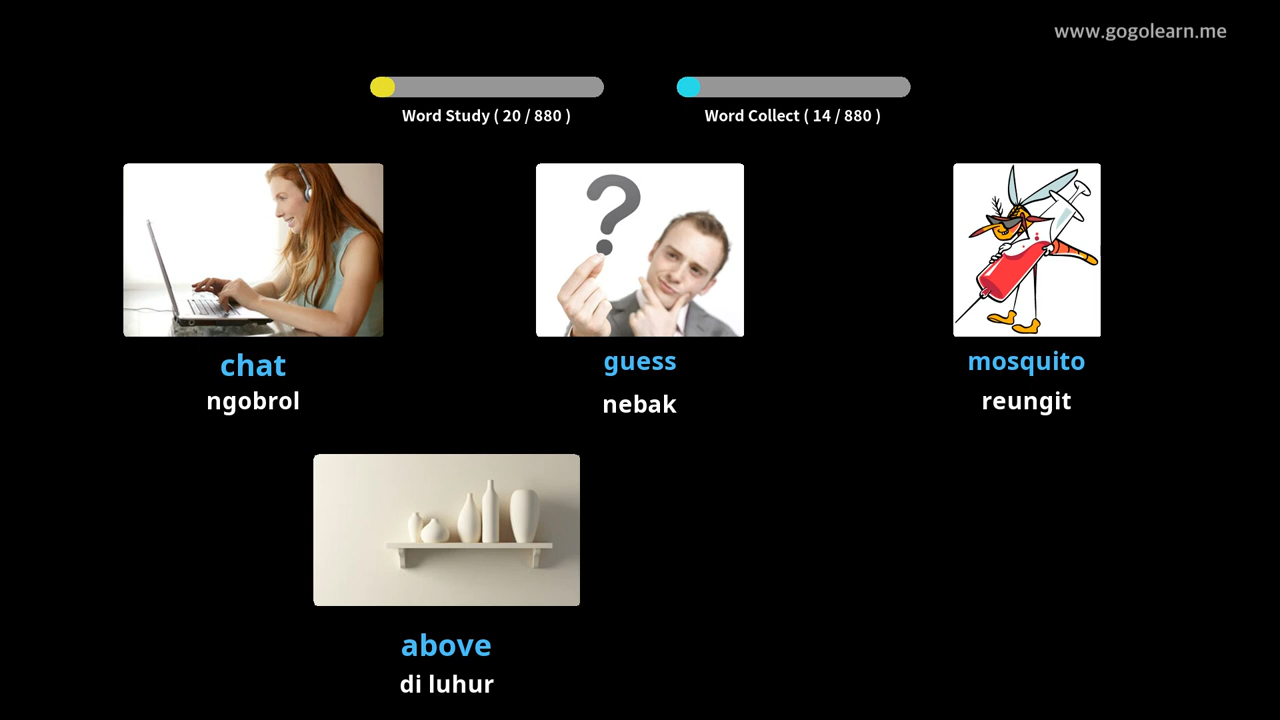 www.gogolearn.me
Word Study ( 20 / 880 )
Word Collect ( 14 / 880 )
chat
ngobrol
guess
nebak
mosquito
reungit
above
di luhur